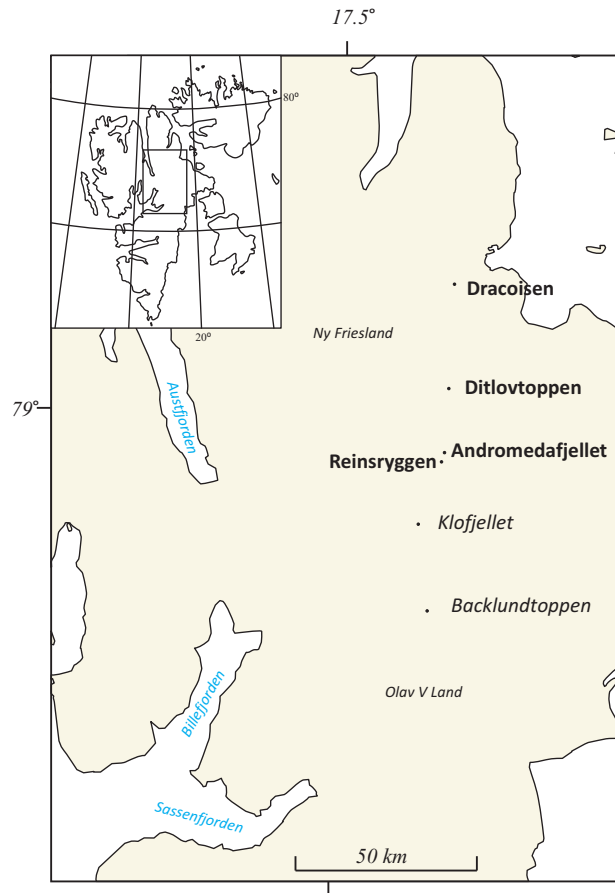 17.5°
80°
20°
Dracoisen
Ny Friesland
Austfjorden
Ditlovtoppen
79°
Andromedafjellet
Reinsryggen
Klofjellet
Backlundtoppen
Billefjorden
Olav V Land
Sassenfjorden
50 km